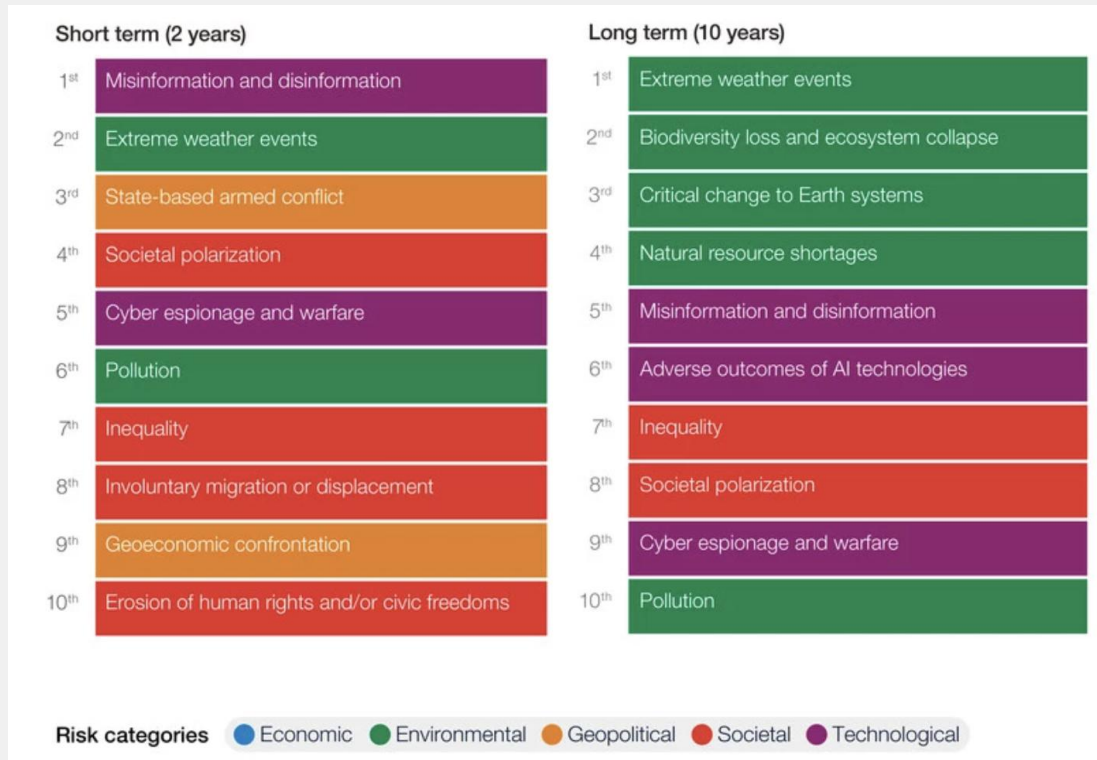 Short term (2 years)
1st Misinformation and disinformation
2nd Extreme weather events
3rd State-based armed conflict
4th Societal polarization
5th Cyber espionage and warfare
6th Pollution
7th Inequality
8th Involuntary migration or displacement
9th Geoeconomic confrontation
10th Erosion of human rights and/or civic freedoms
Long term (10 years)
1st Extreme weather events
2nd Biodiversity loss and ecosystem collapse
3rd Critical change to Earth systems
4th Natural resource shortages
5th Misinformation and disinformation
6th Adverse outcomes of AI technologies
7th Inequality
8th Societal polarization
9th Cyber espionage and warfare
10th Pollution
Risk categories Economic Environmental Geopolitical Societal Technological